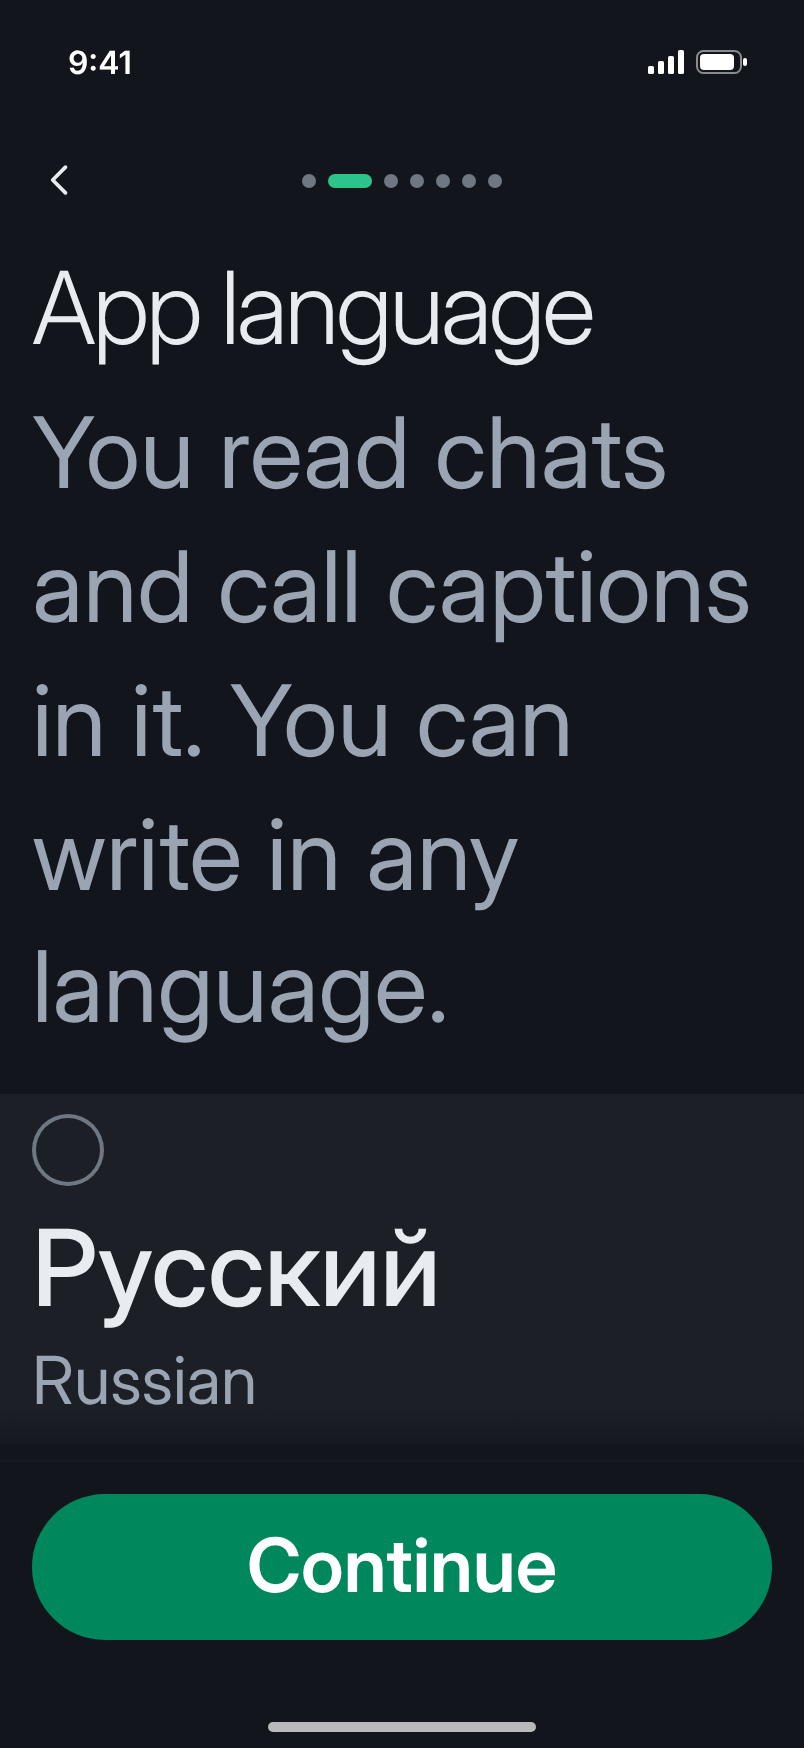 9:41
App language
You read chats
and call captions
in it. You can
write in any
language.
Русский
Russian
Continue